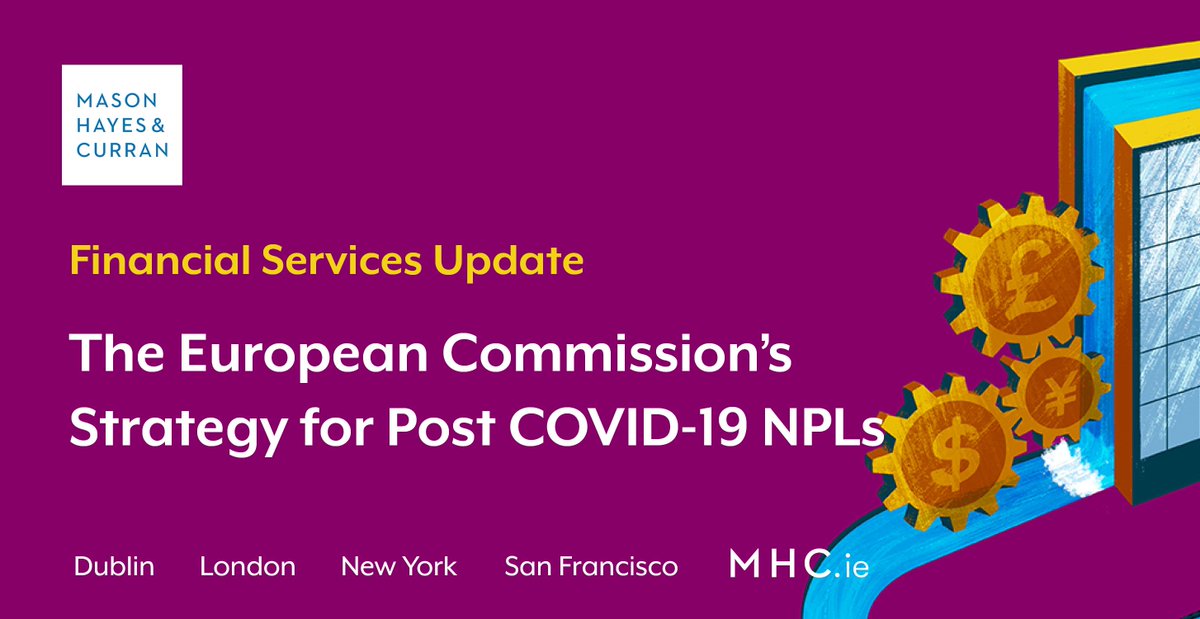 MASON
HAYES &
CURRAN
Financial Services Update
The European Commission's
Strategy for Post COVID-19 NPLs
£
¥
$
Dublin London New York San Francisco MHC.ie